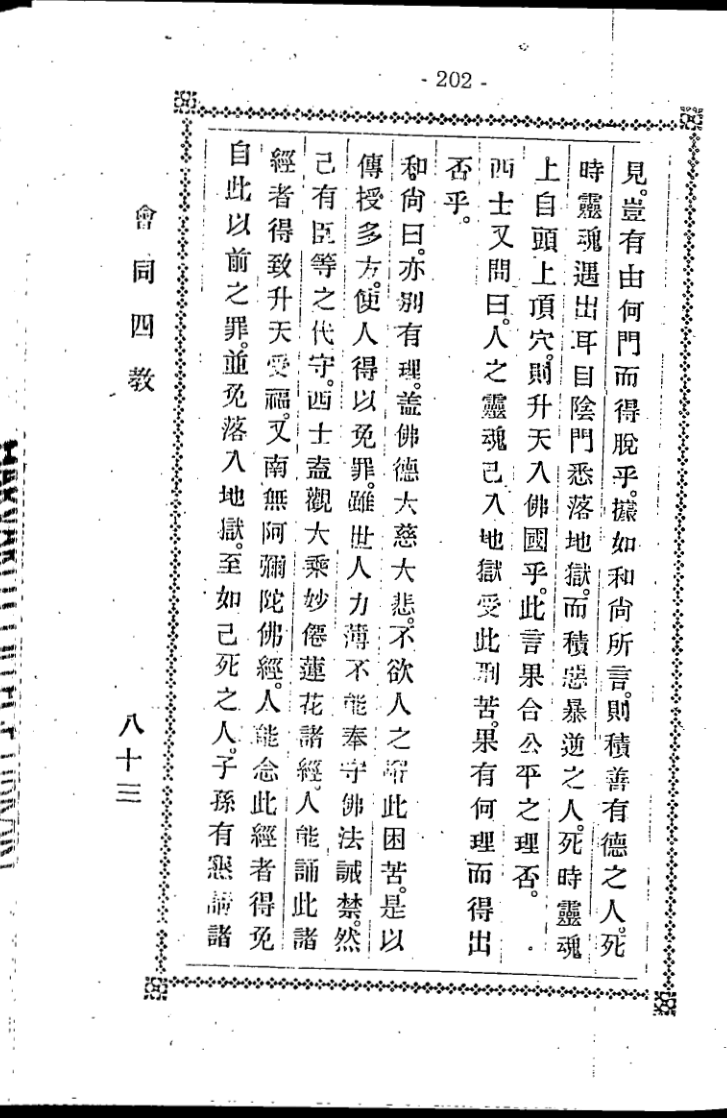 - 202 -
見。豈有由何門而得脫乎。據如和尙所言。則積善有德之人。死
時靈魂遇出耳目陰門悉落地獄。而積惡暴逆之人。死時靈魂
上自頭上頂穴。則升天入佛國乎。此言果合公平之理否。
西士又問曰。人之靈魂已入地獄受此刑苦。果有何理而得出
否乎。
和尙曰。亦別有理。盖佛德大慈大悲。不欲人之罹此困苦。是以
傳授多方。使人得以免罪。雖世人力薄不能奉守佛法誡禁。然
己有臣等之代守。西士盍觀大乘妙僊蓮花諸經。人能誦此諸
經者得致升天受福。又南無阿彌陀佛經。人能念此經者得免
自此以前之罪。並免落入地獄。至如己死之人。子孫有懇誦諸
會同四教
八十三